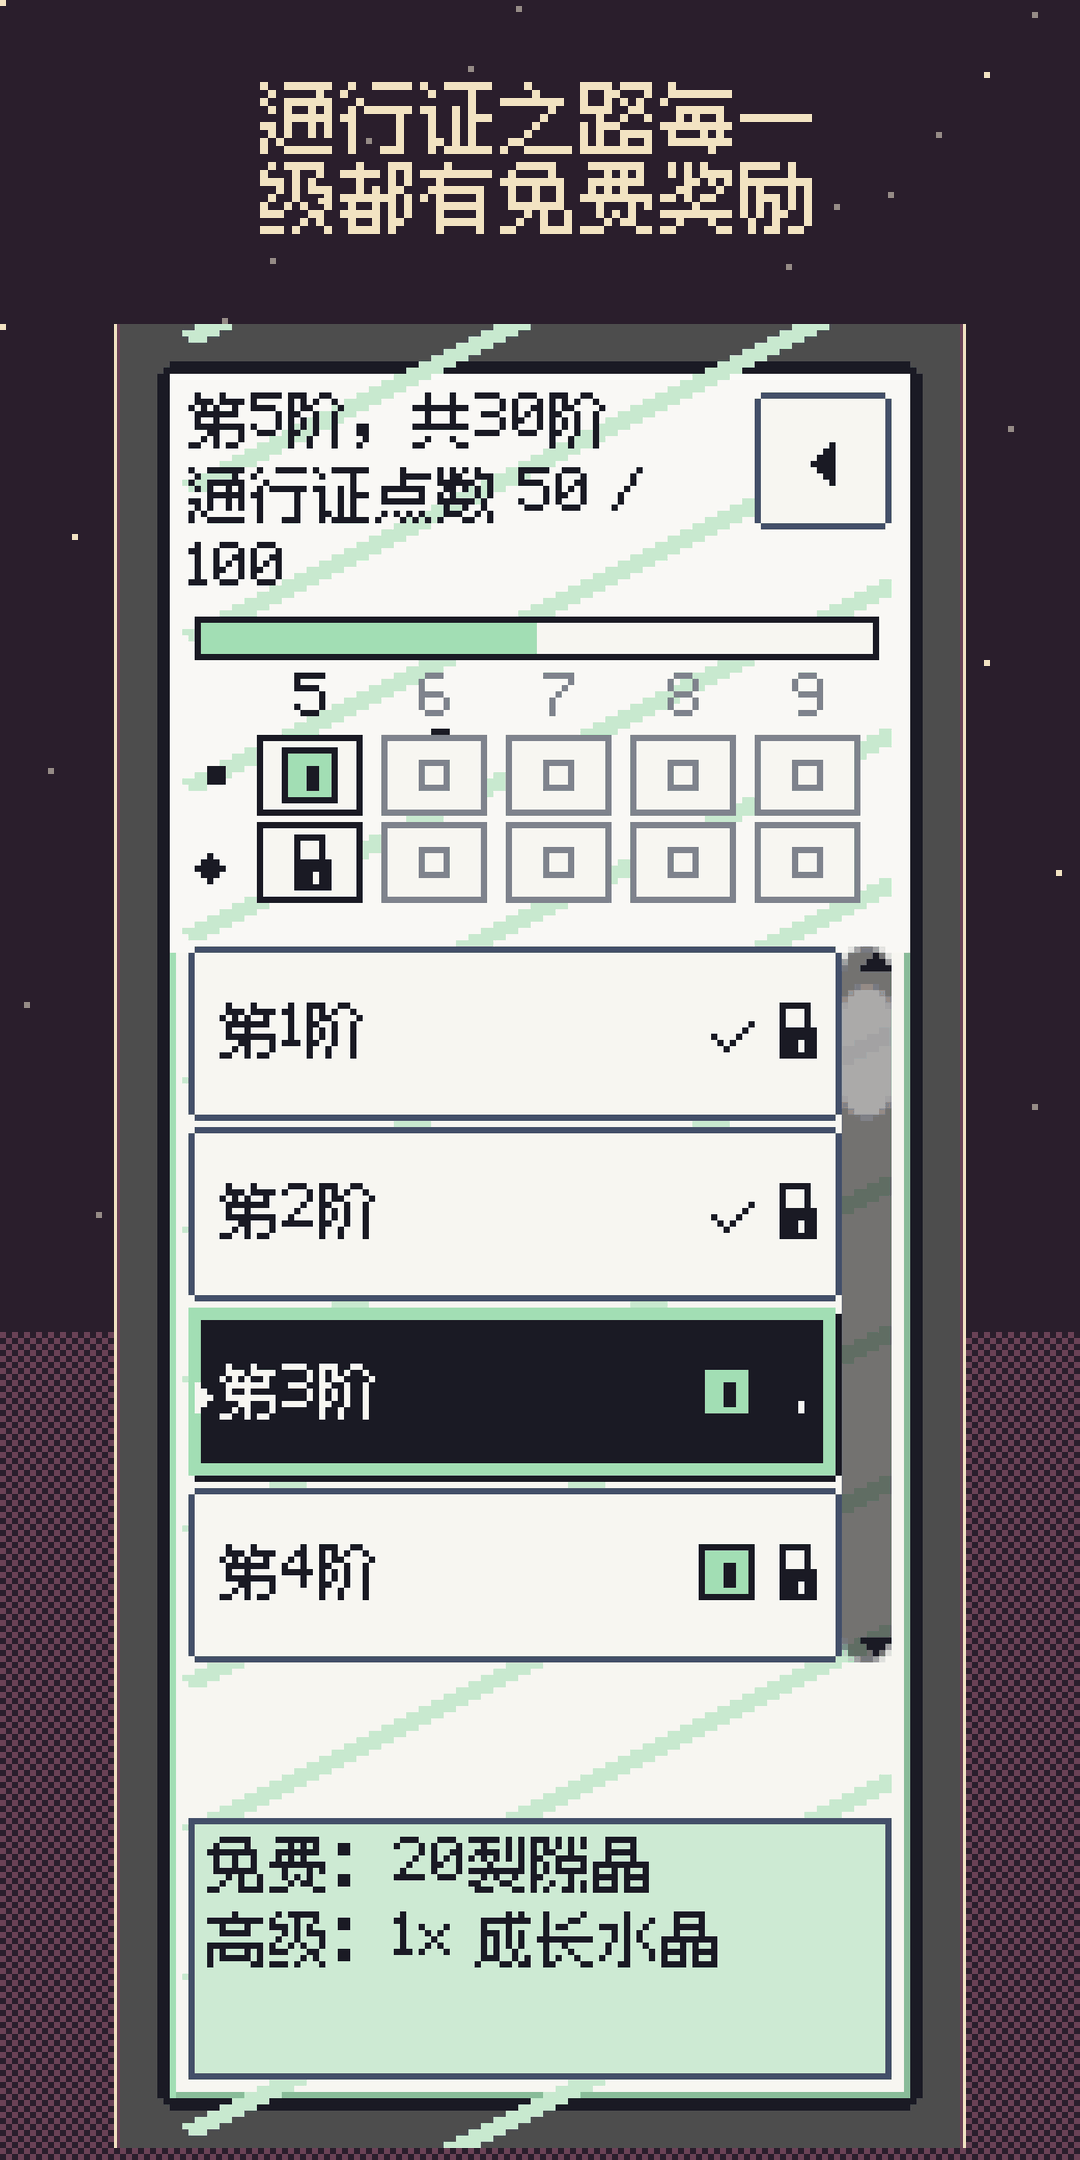 通行证之路每一
级都有免费奖励
第5阶，共30阶
通行证点数 50 /
100
5 6 7 8 9
第1阶
第2阶
第3阶
第4阶
免费：20裂隙晶
高级：1x 成长水晶